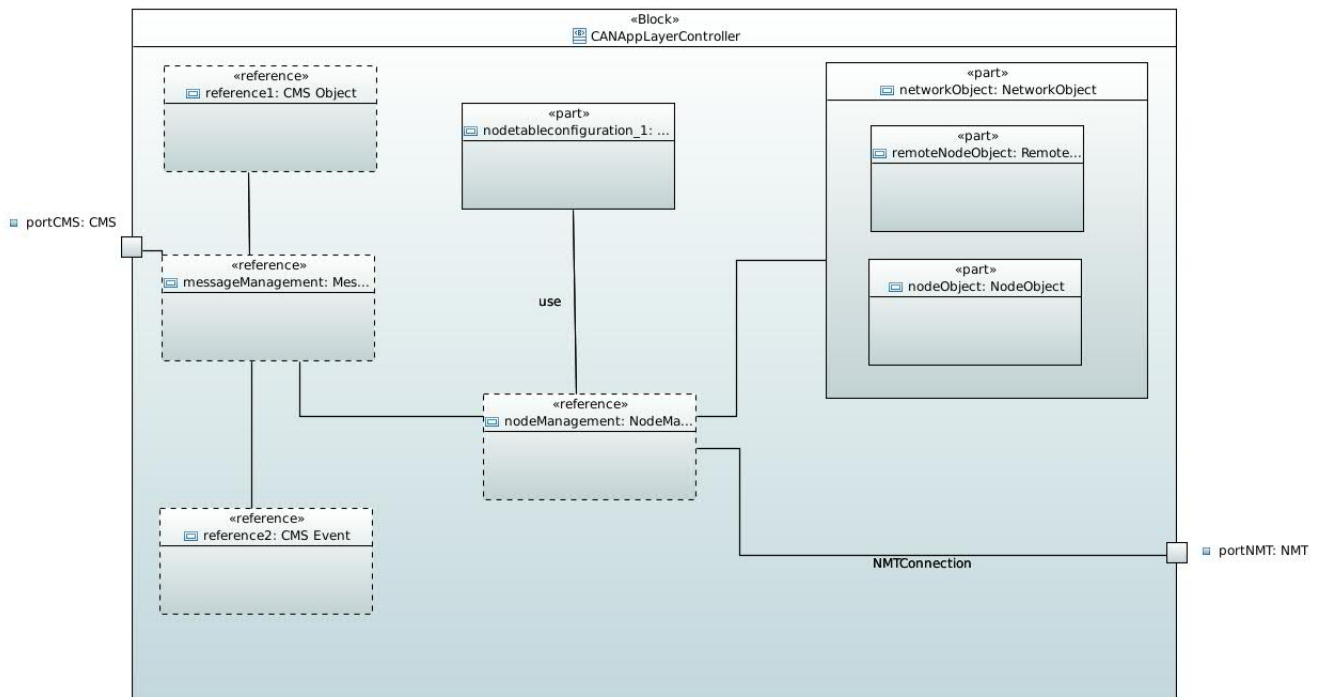 «Block»
CANAppLayerController
«reference»
reference1: CMS Object
«part»
nodetableconfiguration_1: ...
«part»
networkObject: NetworkObject
«part»
remoteNodeObject: Remote...
portCMS: CMS
«reference»
messageManagement: Mes...
«part»
nodeObject: NodeObject
use
«reference»
nodeManagement: NodeMa...
«reference»
reference2: CMS Event
NMTConnection
portNMT: NMT